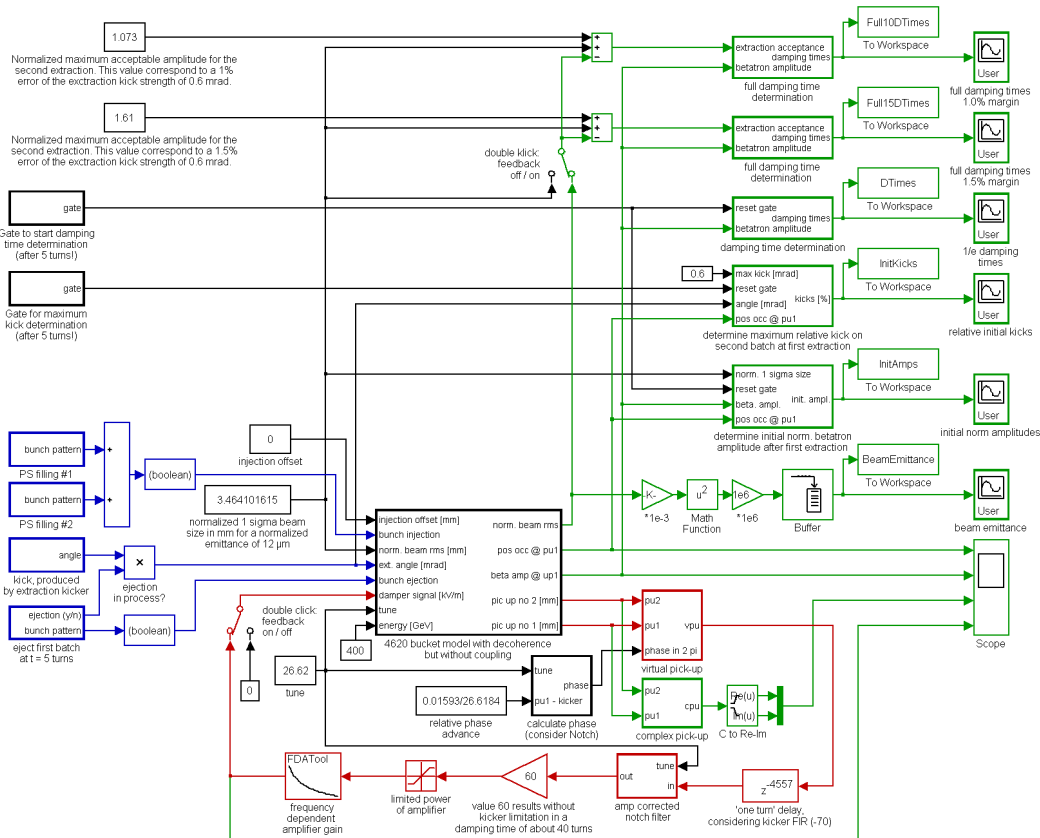 1.073
Normalized maximum acceptable amplitude for the
second extraction. This value correspond to a 1%
error of the exctraction kick strength of 0.6 mrad.
1.61
Normalized maximum acceptable amplitude for the
second extraction. This value correspond to a 1.5%
error of the exctraction kick strength of 0.6 mrad.
gate
Gate to start damping
time determination
(after 5 turns!)
gate
Gate for maximum
kick determination
(after 5 turns!)
+
+
−
+
+
−
double klick:
feedback
off / on
extraction acceptance
damping times
betatron amplitude
full damping time
determination
Full10DTimes
To Workspace
User
full damping times
1.0% margin
extraction acceptance
damping times
betatron amplitude
full damping time
determination
Full15DTimes
To Workspace
User
full damping times
1.5% margin
reset gate
damping times
betatron amplitude
damping time determination
DTimes
To Workspace
User
1/e damping
times
0.6
max kick [mrad]
reset gate
kicks [%]
angle [mrad]
pos occ @ pu1
determine maximum relative kick on
second batch at first extraction
InitKicks
To Workspace
User
relative initial kicks
norm. 1 sigma size
reset gate
init. ampl.
beta. ampl.
pos occ @ pu1
determine initial norm. betatron
amplitude after first extraction
InitAmps
To Workspace
User
initial norm amplitudes
bunch pattern
PS filling #1
bunch pattern
PS filling #2
+
+
(boolean)
0
injection offset
3.464101615
normalized 1 sigma beam
size in mm for a normalized
emittance of 12 µm
angle
kick, produced
by extraction kicker
×
ejection
in process?
ejection (y/n)
bunch pattern
eject first batch
at t = 5 turns
(boolean)
injection offset [mm]
bunch injection
norm. beam rms [mm]
ext. angle [mrad]
bunch ejection
damper signal [kV/m]
tune
energy [GeV]
norm. beam rms
pos occ @ pu1
beta amp @ up1
pic up no 2 [mm]
pic up no 1 [mm]
4620 bucket model with decoherence
but without coupling
-K-
*1e-3
u2
Math
Function
1e6
*1e6
Buffer
BeamEmittance
To Workspace
User
beam emittance
Scope
double click:
feedback
on / off
0
400
26.62
tune
0.01593/26.6184
relative phase
advance
tune
phase
pu1 - kicker
calculate phase
(consider Notch)
pu2
pu1
vpu
phase in 2 pi
virtual pick-up
pu2
cpu
pu1
complex pick-up
Re(u)
Im(u)
C to Re-Im
FDATool
frequency
dependent
amplifier gain
limited power
of amplifier
60
value 60 results without
kicker limitation in a
damping time of about 40 turns
tune
out
in
amp corrected
notch filter
z-4557
'one turn' delay,
considering kicker FIR (-70)